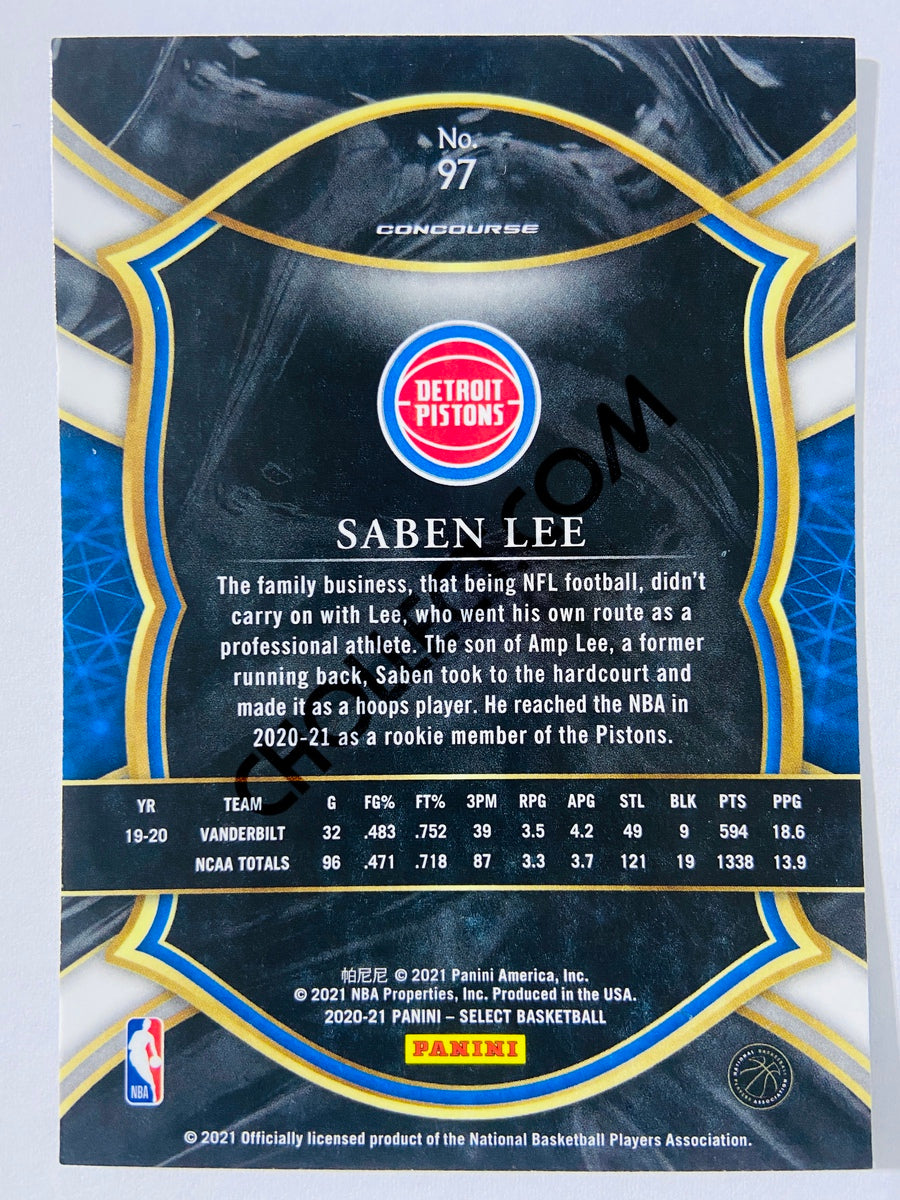 No.
97
CONCOURSE
DETROIT
PISTONS
SABEN LEE
The family business, that being NFL football, didn't
carry on with Lee, who went his own route as a
professional athlete. The son of Amp Lee, a former
running back, Saben took to the hardcourt and
made it as a hoops player. He reached the NBA in
2020-21 as a rookie member of the Pistons.
YR TEAM G FG% FT% 3PM RPG APG STL BLK PTS PPG
19-20 VANDERBILT 32 .483 .752 39 3.5 4.2 49 9 594 18.6
NCAA TOTALS 96 .471 .718 87 3.3 3.7 121 19 1338 13.9
帕尼尼 © 2021 Panini America, Inc.
© 2021 NBA Properties, Inc. Produced in the USA.
2020-21 PANINI – SELECT BASKETBALL
PANINI
NBA
NATIONAL BASKETBALL
PLAYERS ASSOCIATION
© 2021 Officially licensed product of the National Basketball Players Association.